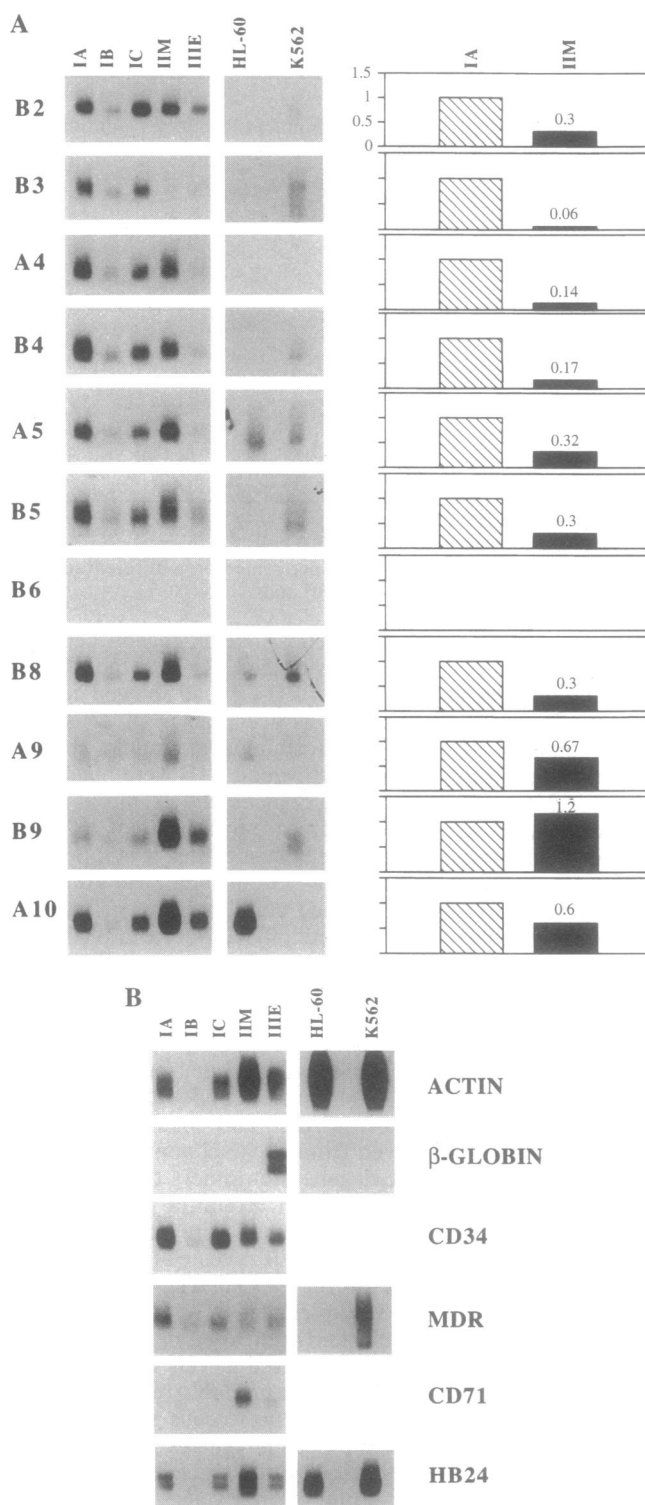 A
IA IB IC IIM IIIE HL-60 K562 IA IIM
1.5
1
0.5
0
B2 0.3
B3 0.06
A4 0.14
B4 0.17
A5 0.32
B5 0.3
B6
B8 0.3
A9 0.67
B9 1.2
A10 0.6
B
IA IB IC IIM IIIE HL-60 K562
ACTIN
β-GLOBIN
CD34
MDR
CD71
HB24